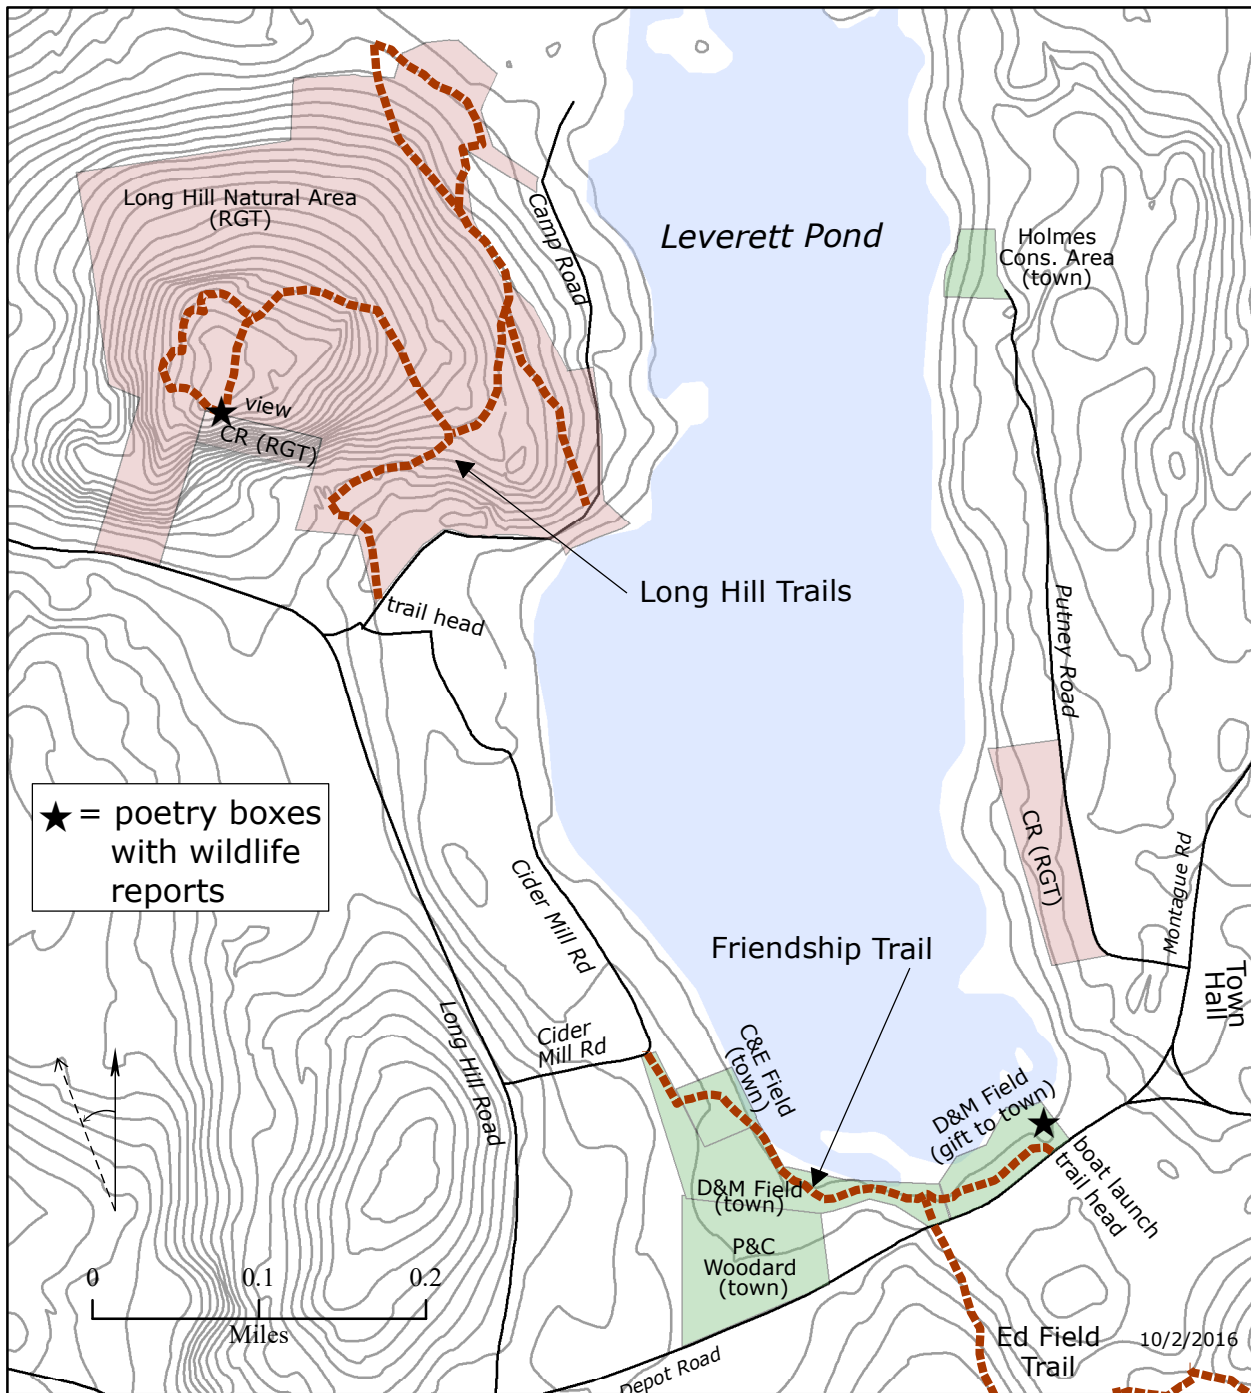 Long Hill Natural Area
(RGT)
Camp Road
Leverett Pond
Holmes
Cons. Area
(town)
view
CR (RGT)
Long Hill Trails
trail head
Putney Road
★ = poetry boxes
with wildlife
reports
CR (RGT)
Montague Rd
Cider Mill Rd
Friendship Trail
Town
Hall
Long Hill Road
Cider
Mill Rd
C&E Field
(town)
D&M Field
(gift to town)
boat launch
trail head
D&M Field
(town)
P&C
Woodard
(town)
0 0.1 0.2
Miles
Ed Field
Trail
10/2/2016
Depot Road